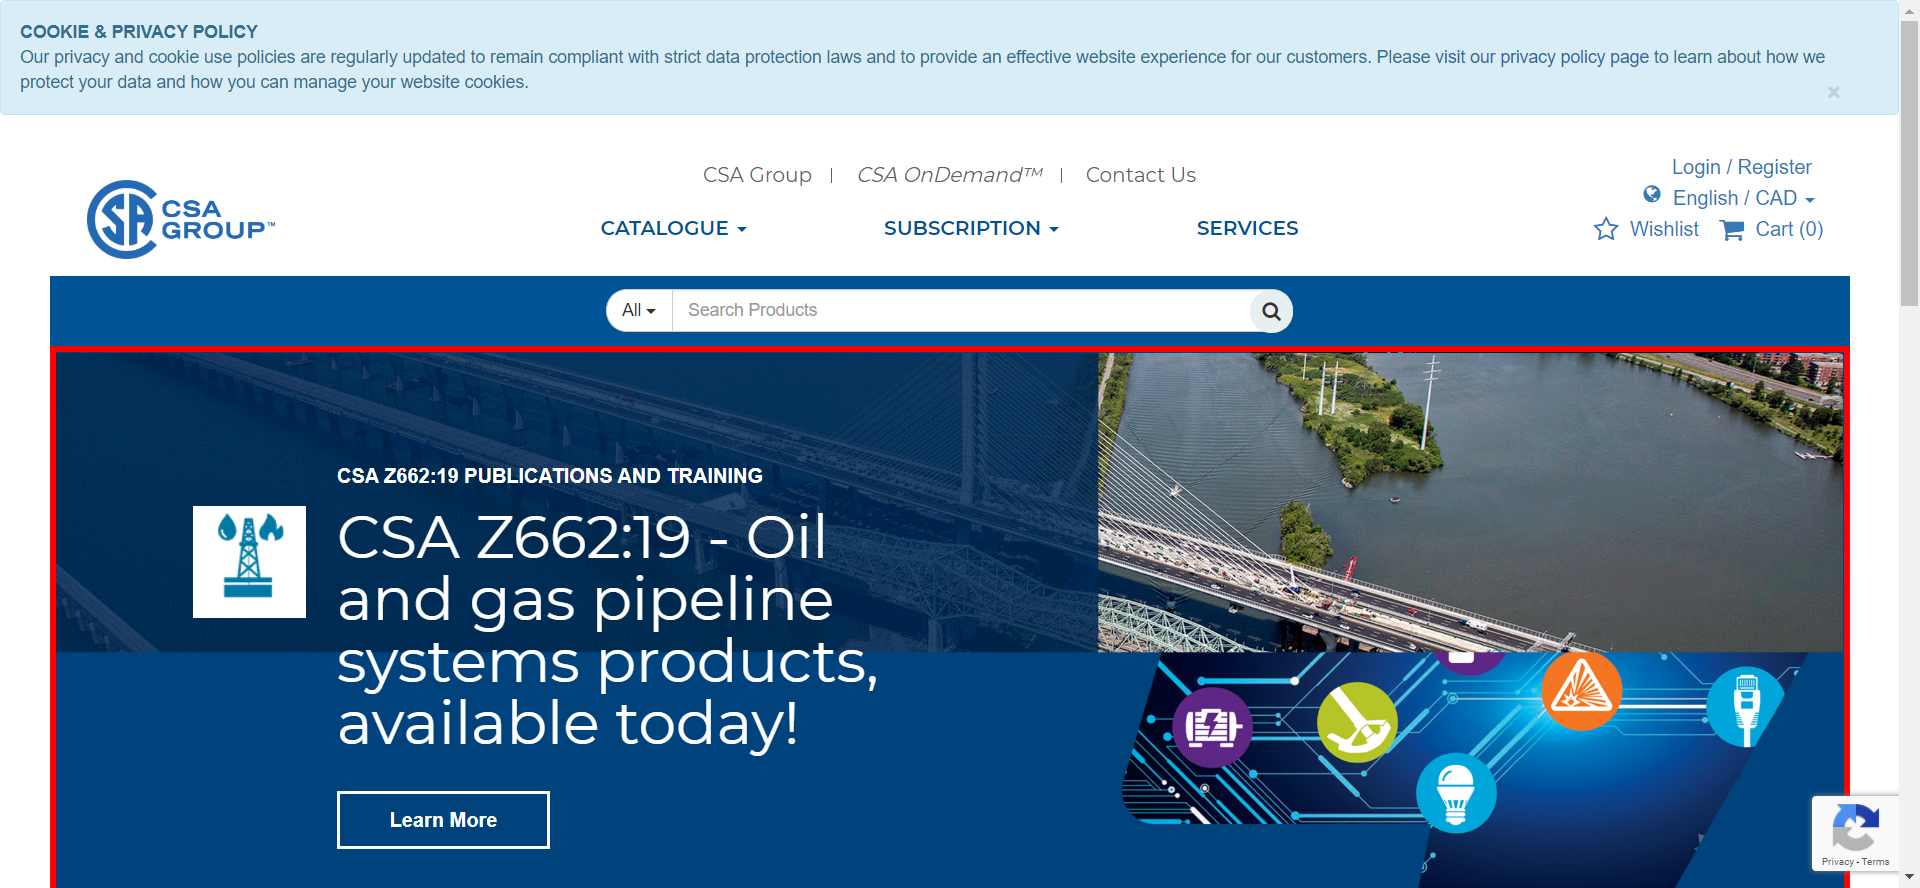 COOKIE & PRIVACY POLICY
Our privacy and cookie use policies are regularly updated to remain compliant with strict data protection laws and to provide an effective website experience for our customers. Please visit our privacy policy page to learn about how we
protect your data and how you can manage your website cookies.
×
CSA Group
CSA OnDemand™
Contact Us
Login / Register
English / CAD
Wishlist
Cart (0)
CSA
GROUP™
CATALOGUE
SUBSCRIPTION
SERVICES
All
Search Products
CSA Z662:19 PUBLICATIONS AND TRAINING
CSA Z662:19 - Oil
and gas pipeline
systems products,
available today!
Learn More
Privacy - Terms